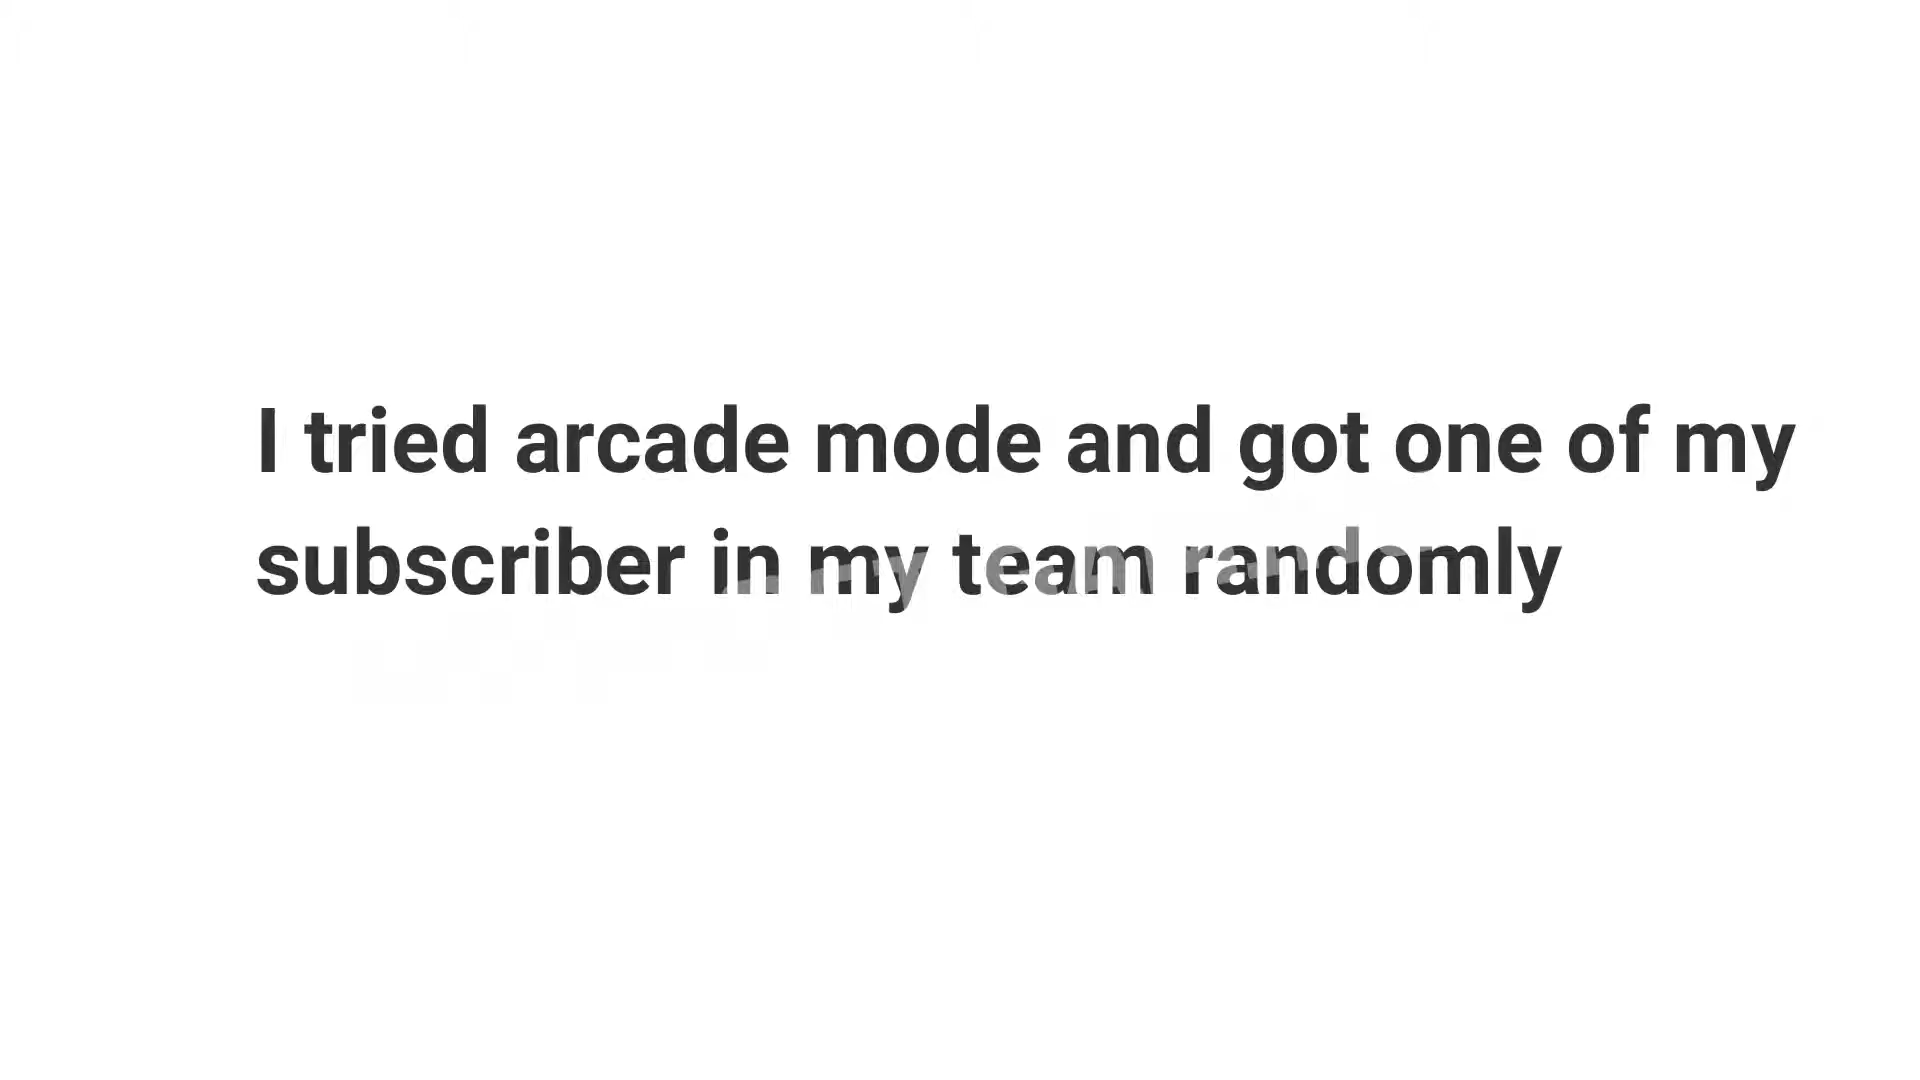 I tried arcade mode and got one of my
subscriber in my team randomly